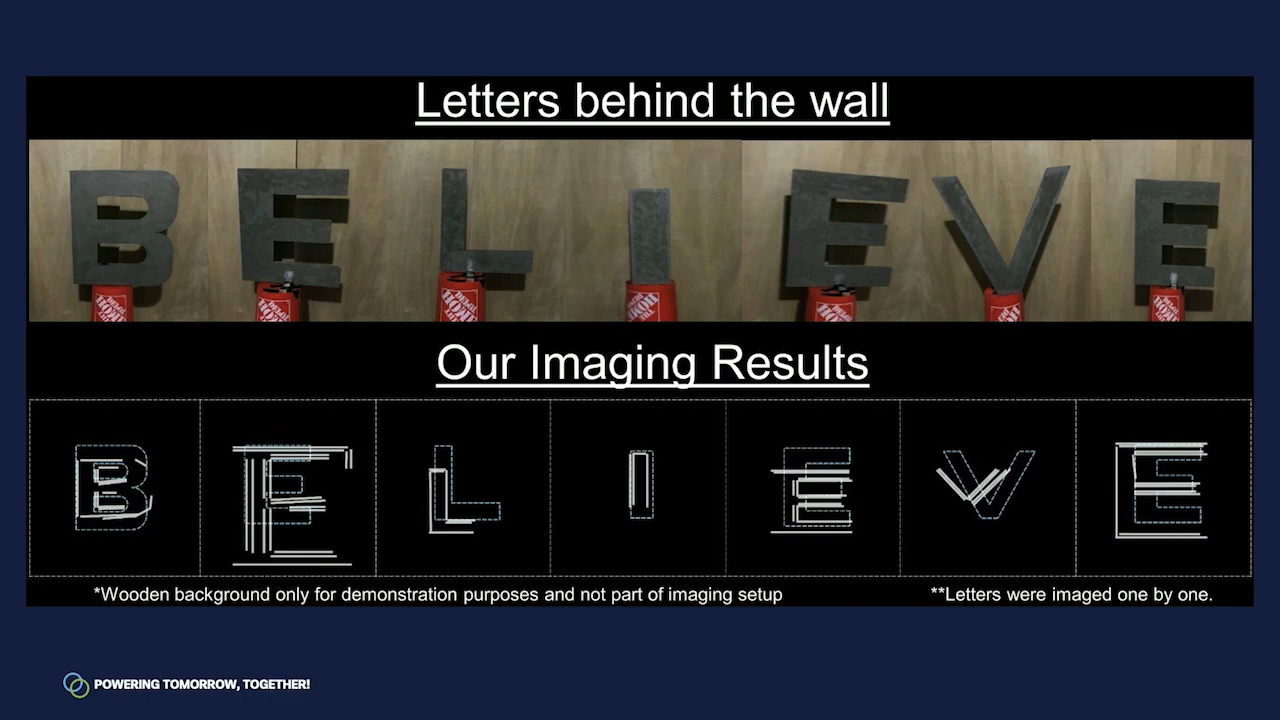 Letters behind the wall
B E L I E V E
Our Imaging Results
B E L I E V E
*Wooden background only for demonstration purposes and not part of imaging setup
**Letters were imaged one by one.
POWERING TOMORROW, TOGETHER!